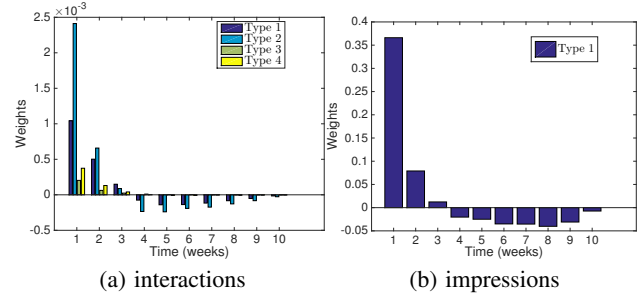 2.5 ×10⁻³
2
1.5
1
0.5
0
-0.5
Weights
Type 1
Type 2
Type 3
Type 4
1 2 3 4 5 6 7 8 9 10
Time (weeks)
(a) interactions
0.4
0.35
0.3
0.25
0.2
0.15
0.1
0.05
0
-0.05
Weights
Type 1
1 2 3 4 5 6 7 8 9 10
Time (weeks)
(b) impressions